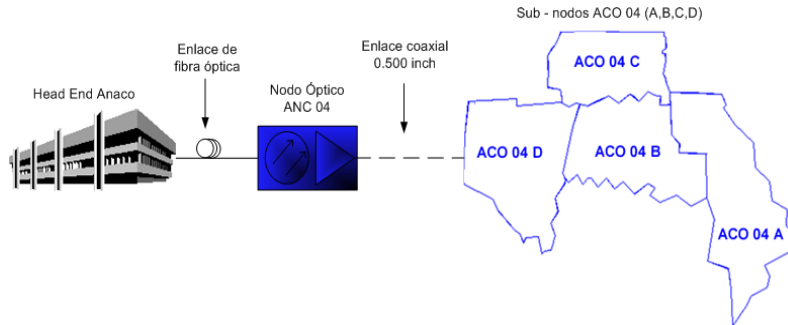 Sub - nodos ACO 04 (A,B,C,D)
Enlace de
fibra óptica
Enlace coaxial
0.500 inch
Head End Anaco
Nodo Óptico
ANC 04
ACO 04 C
ACO 04 D
ACO 04 B
ACO 04 A